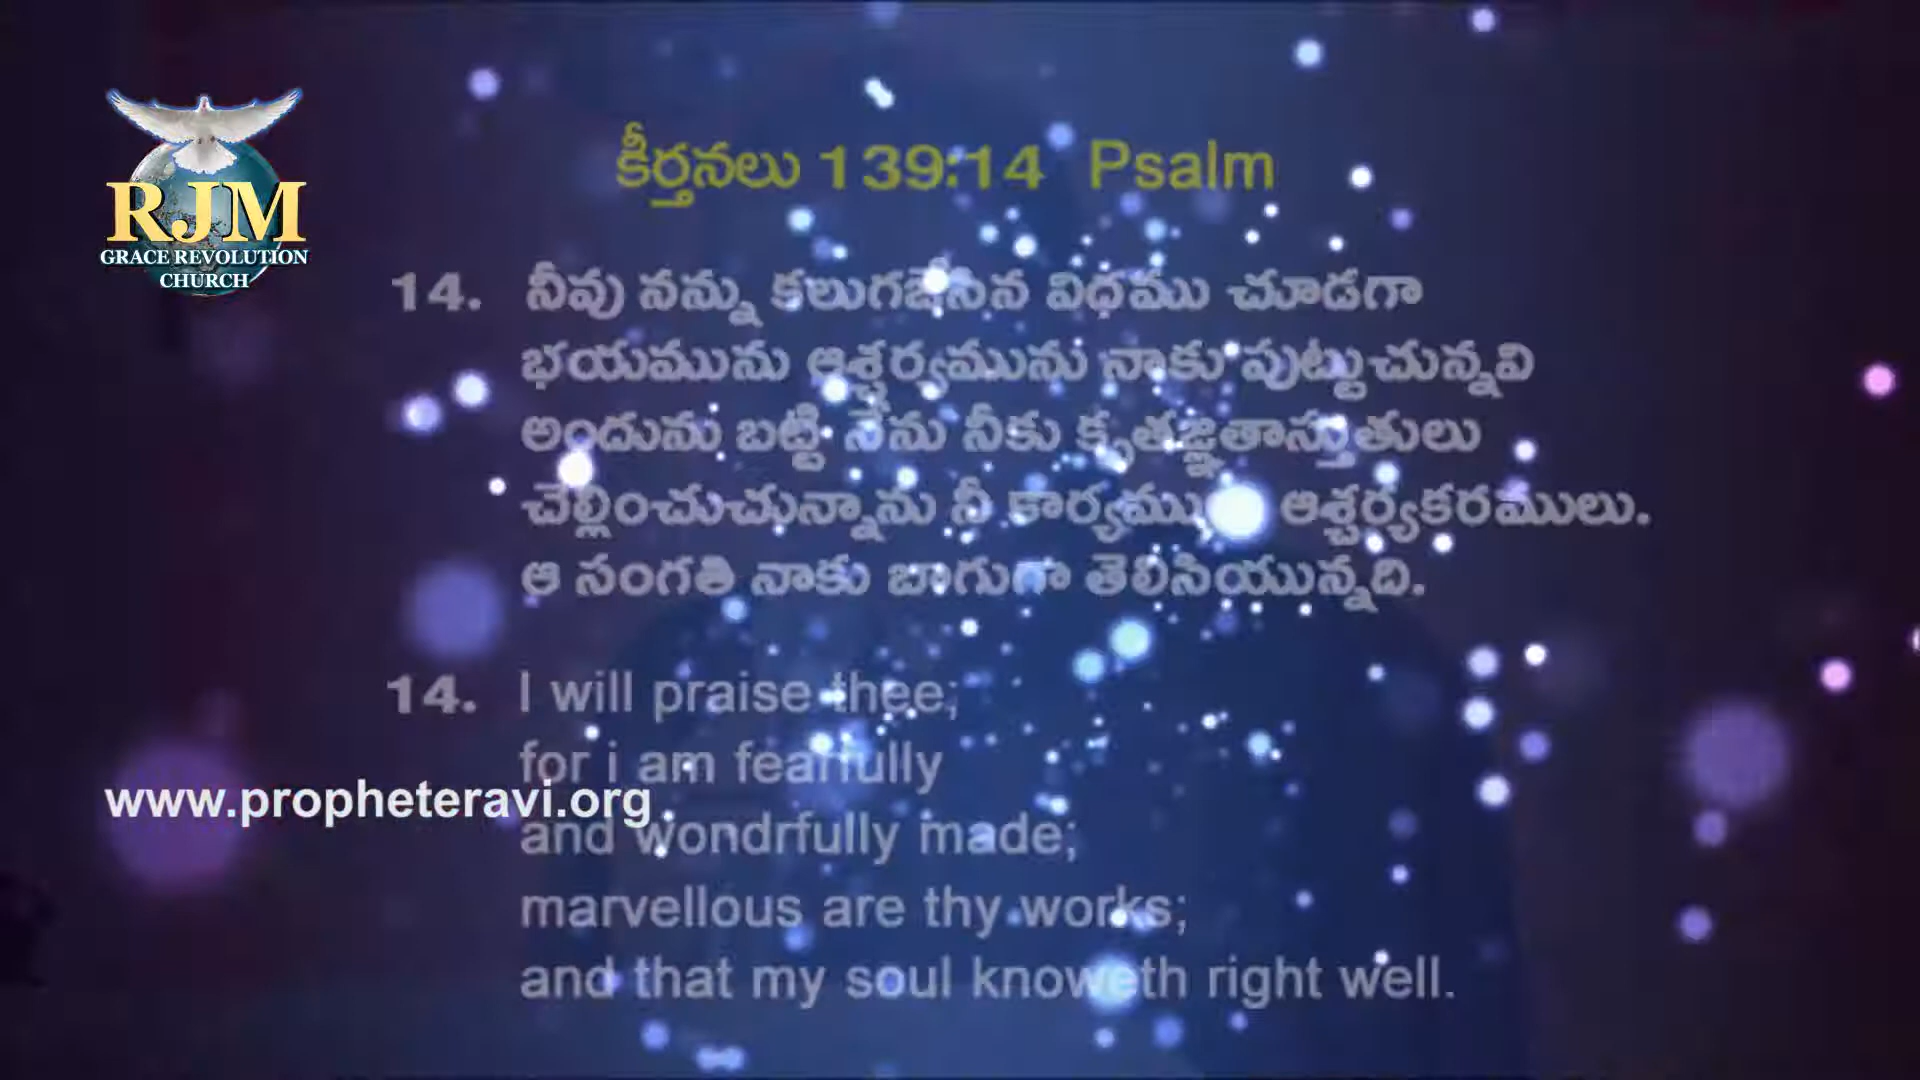 RJM
GRACE REVOLUTION
CHURCH
కీర్తనలు 139:14 Psalm
14. నీవు నన్ను కలుగజేసిన విధము చూడగా
భయమును ఆశ్చర్యమును నాకు పుట్టుచున్నవి
అందును బట్టి నేను నీకు కృతజ్ఞతాస్తుతులు
చెల్లించుచున్నాను నీ ఆశ్చర్యకరములు.
ఆ సంగతి నాకు బాగుగా తెలిసియున్నది.
14. I will praise thee;
for i am fearfully
www.propheteravi.org
and wondrfully made;
marvellous are thy works;
and that my soul knoweth right well.